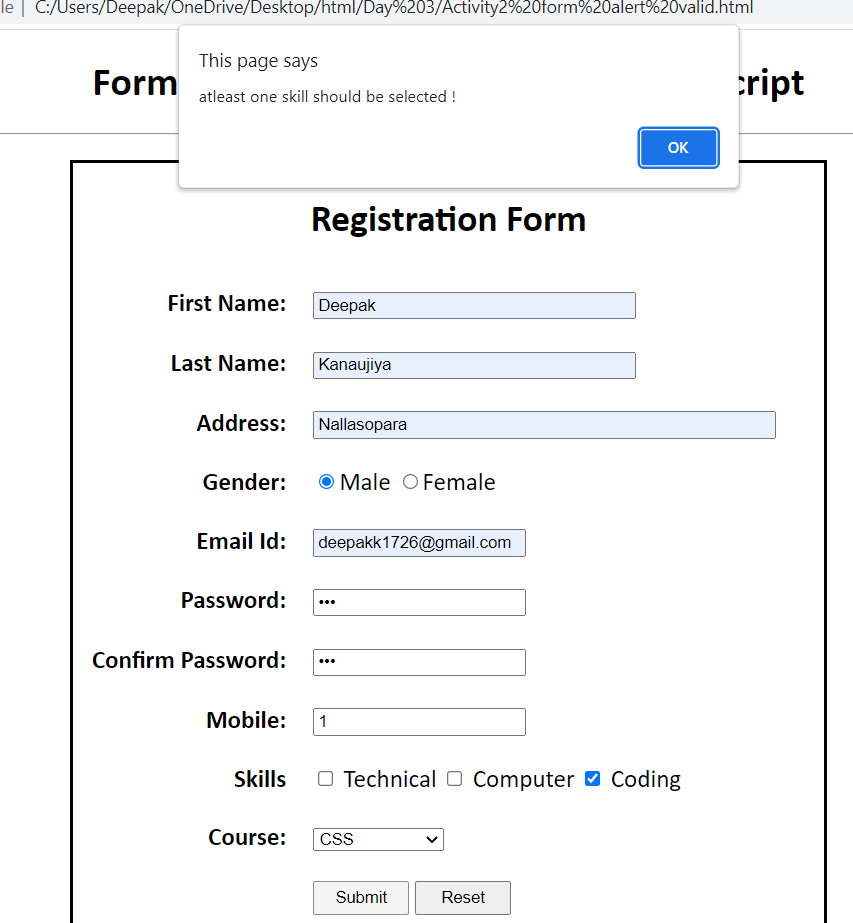 le | C:/Users/Deepak/OneDrive/Desktop/html/Day%203/Activity2%20form%20alert%20valid.html
This page says
atleast one skill should be selected !
OK
Form
cript
Registration Form
First Name: Deepak
Last Name: Kanaujiya
Address: Nallasopara
Gender: Male Female
Email Id: deepakk1726@gmail.com
Password: •••
Confirm Password: •••
Mobile: 1
Skills Technical Computer Coding
Course: CSS
Submit Reset